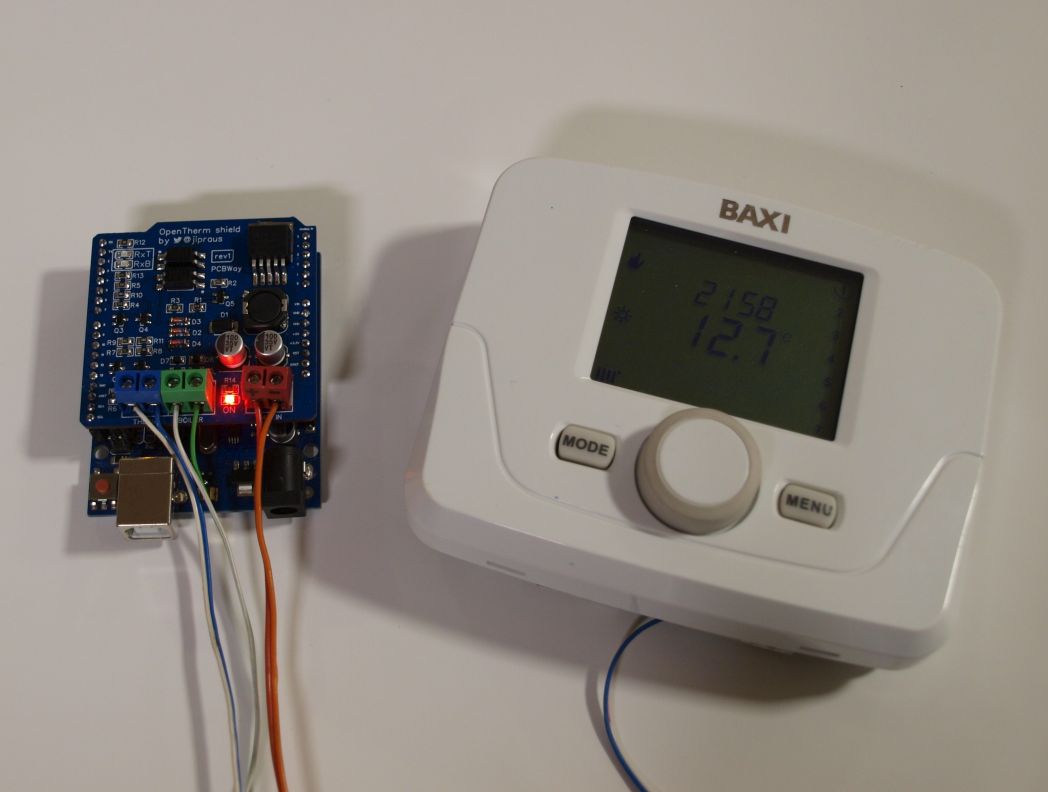 OpenTherm shield
by @jipraus
R12
RxT
RxB
R13
R5
R10
R4
rev1
PCBWay
R2
Q5
R3 R1
D3
D2
D4
D1
Q3 Q4
R9 R11
R7 R8
D7
R6
R14
ON
BOILER
IN
BAXI
21 58
12.7
MODE
MENU